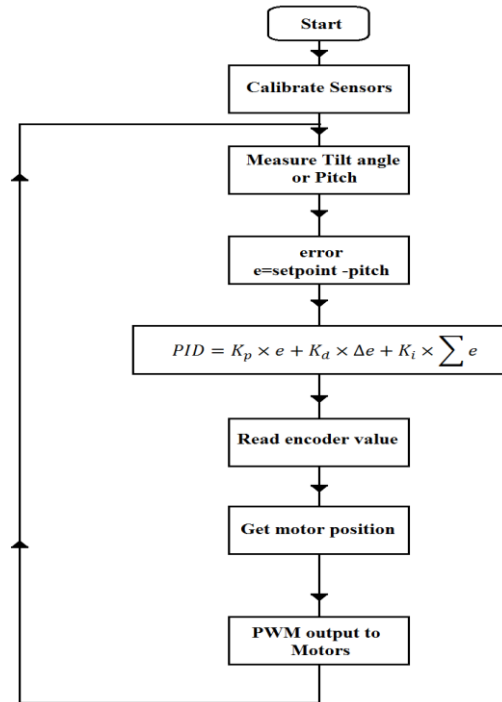 Start
Calibrate Sensors
Measure Tilt angle
or Pitch
error
e=setpoint -pitch
PID = K_p × e + K_d × Δe + K_i × ∑ e
Read encoder value
Get motor position
PWM output to
Motors